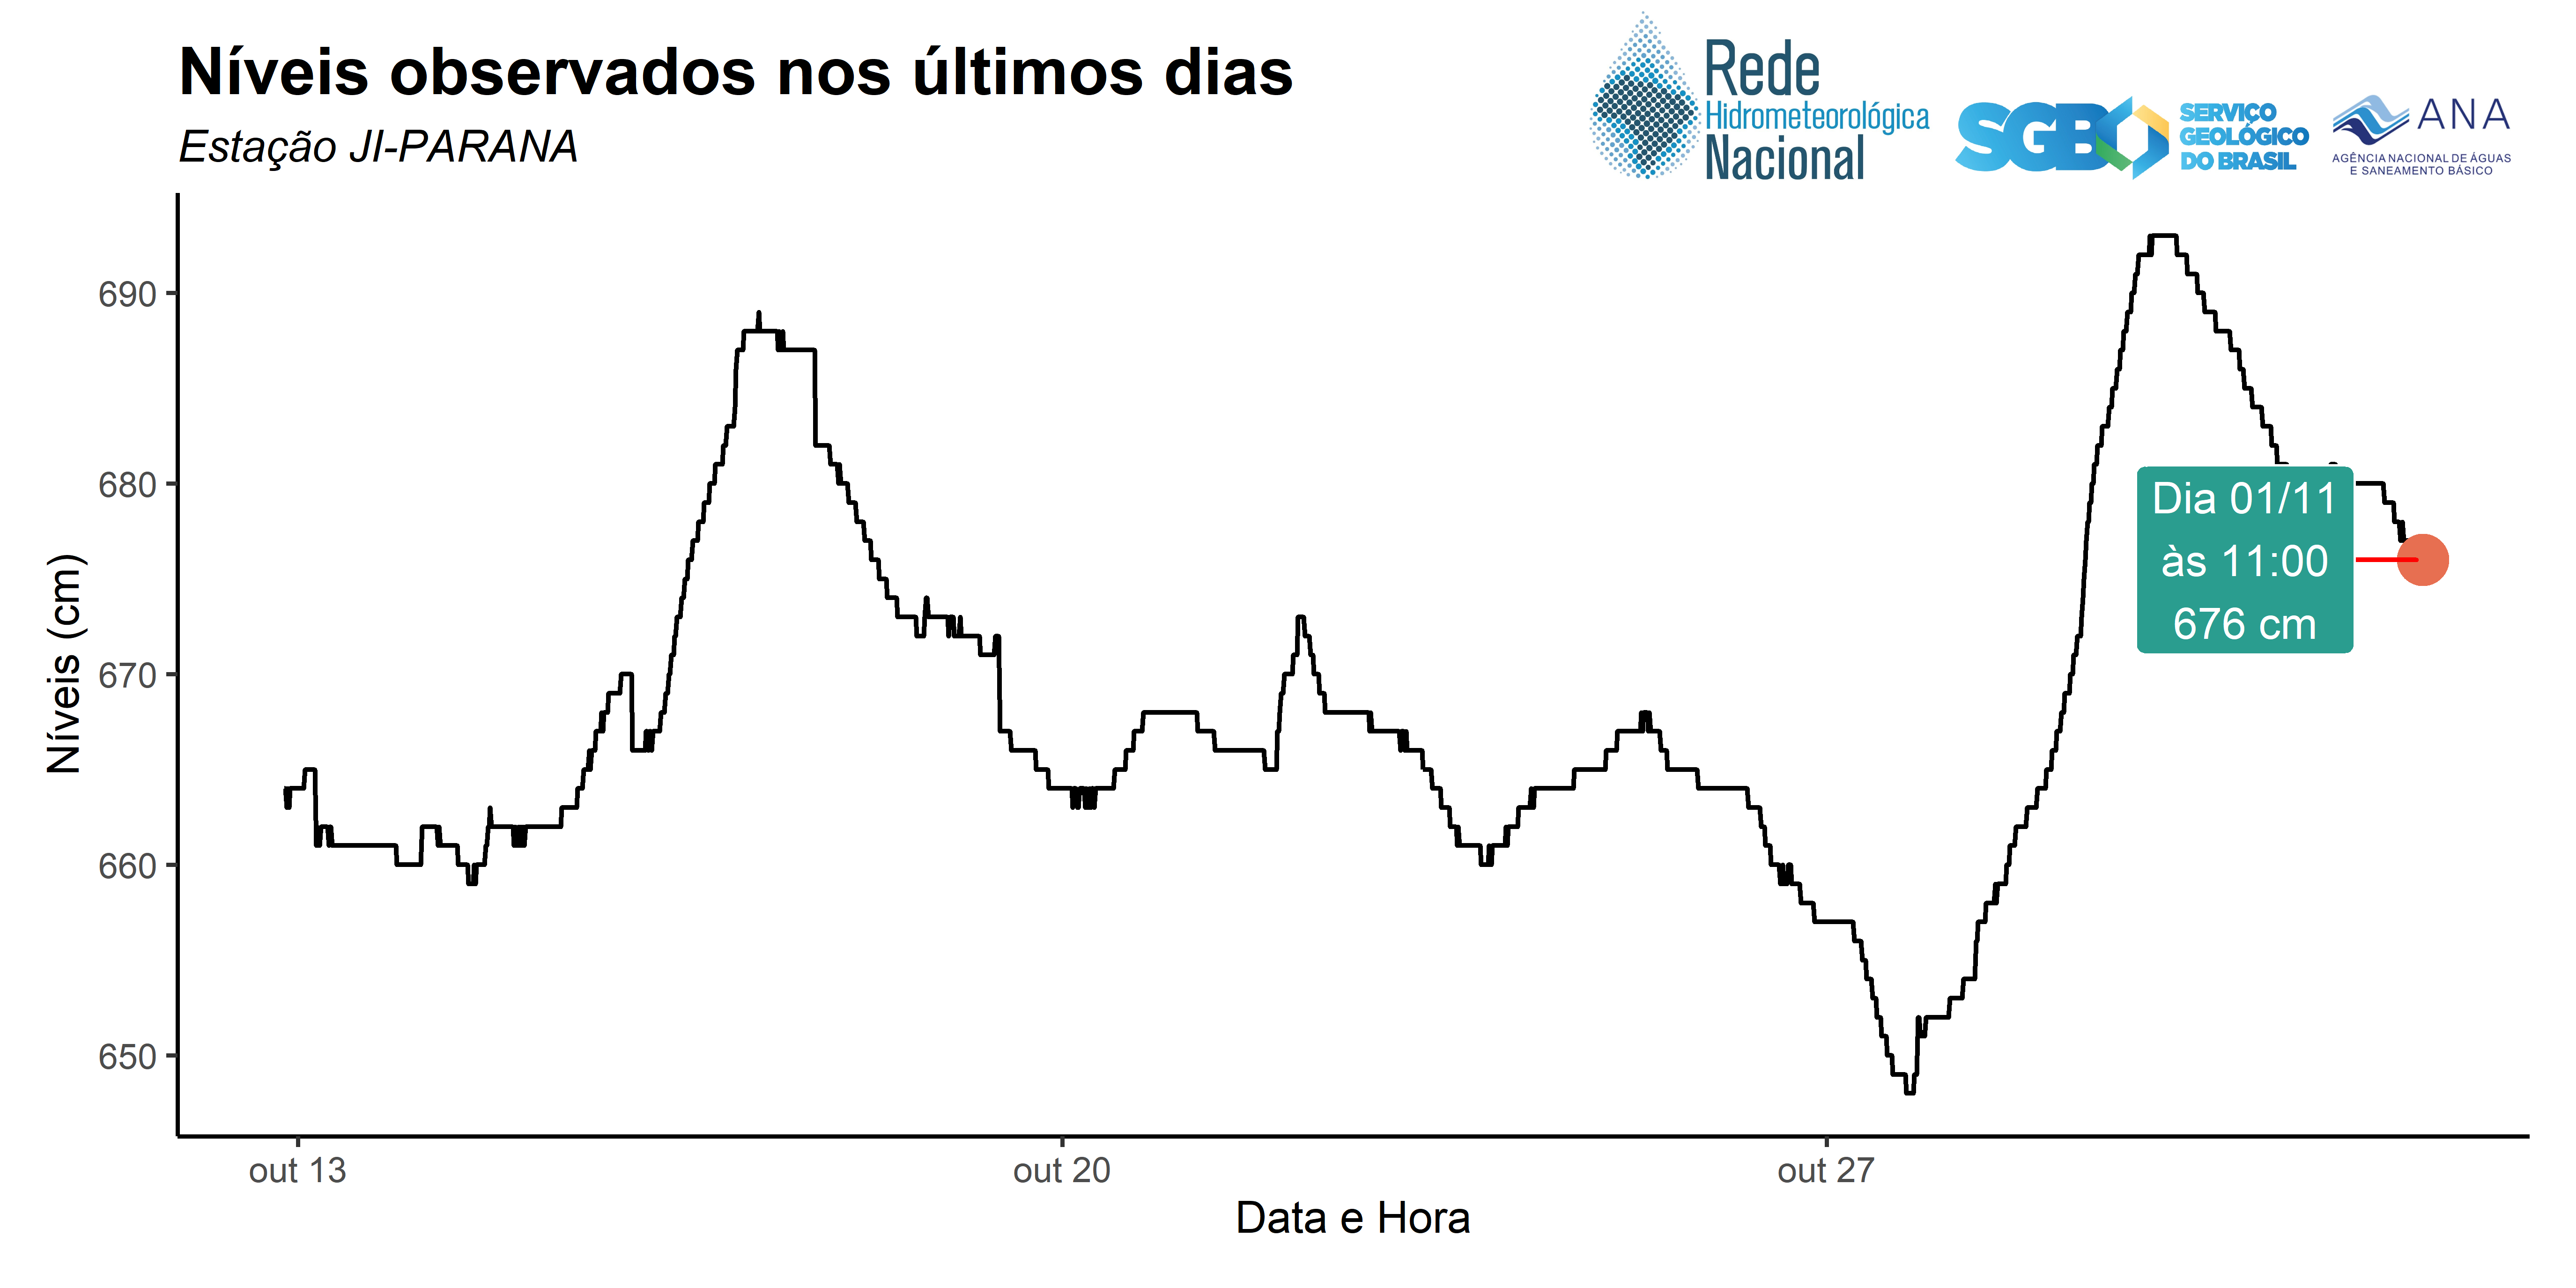 Níveis observados nos últimos dias
Estação JI-PARANA
Rede
Hidrometeorológica
Nacional
SGB
SERVIÇO
GEOLÓGICO
DO BRASIL
ANA
AGÊNCIA NACIONAL DE ÁGUAS
E SANEAMENTO BÁSICO
Níveis (cm)
690
680
670
660
650
Dia 01/11
às 11:00
676 cm
out 13
out 20
out 27
Data e Hora